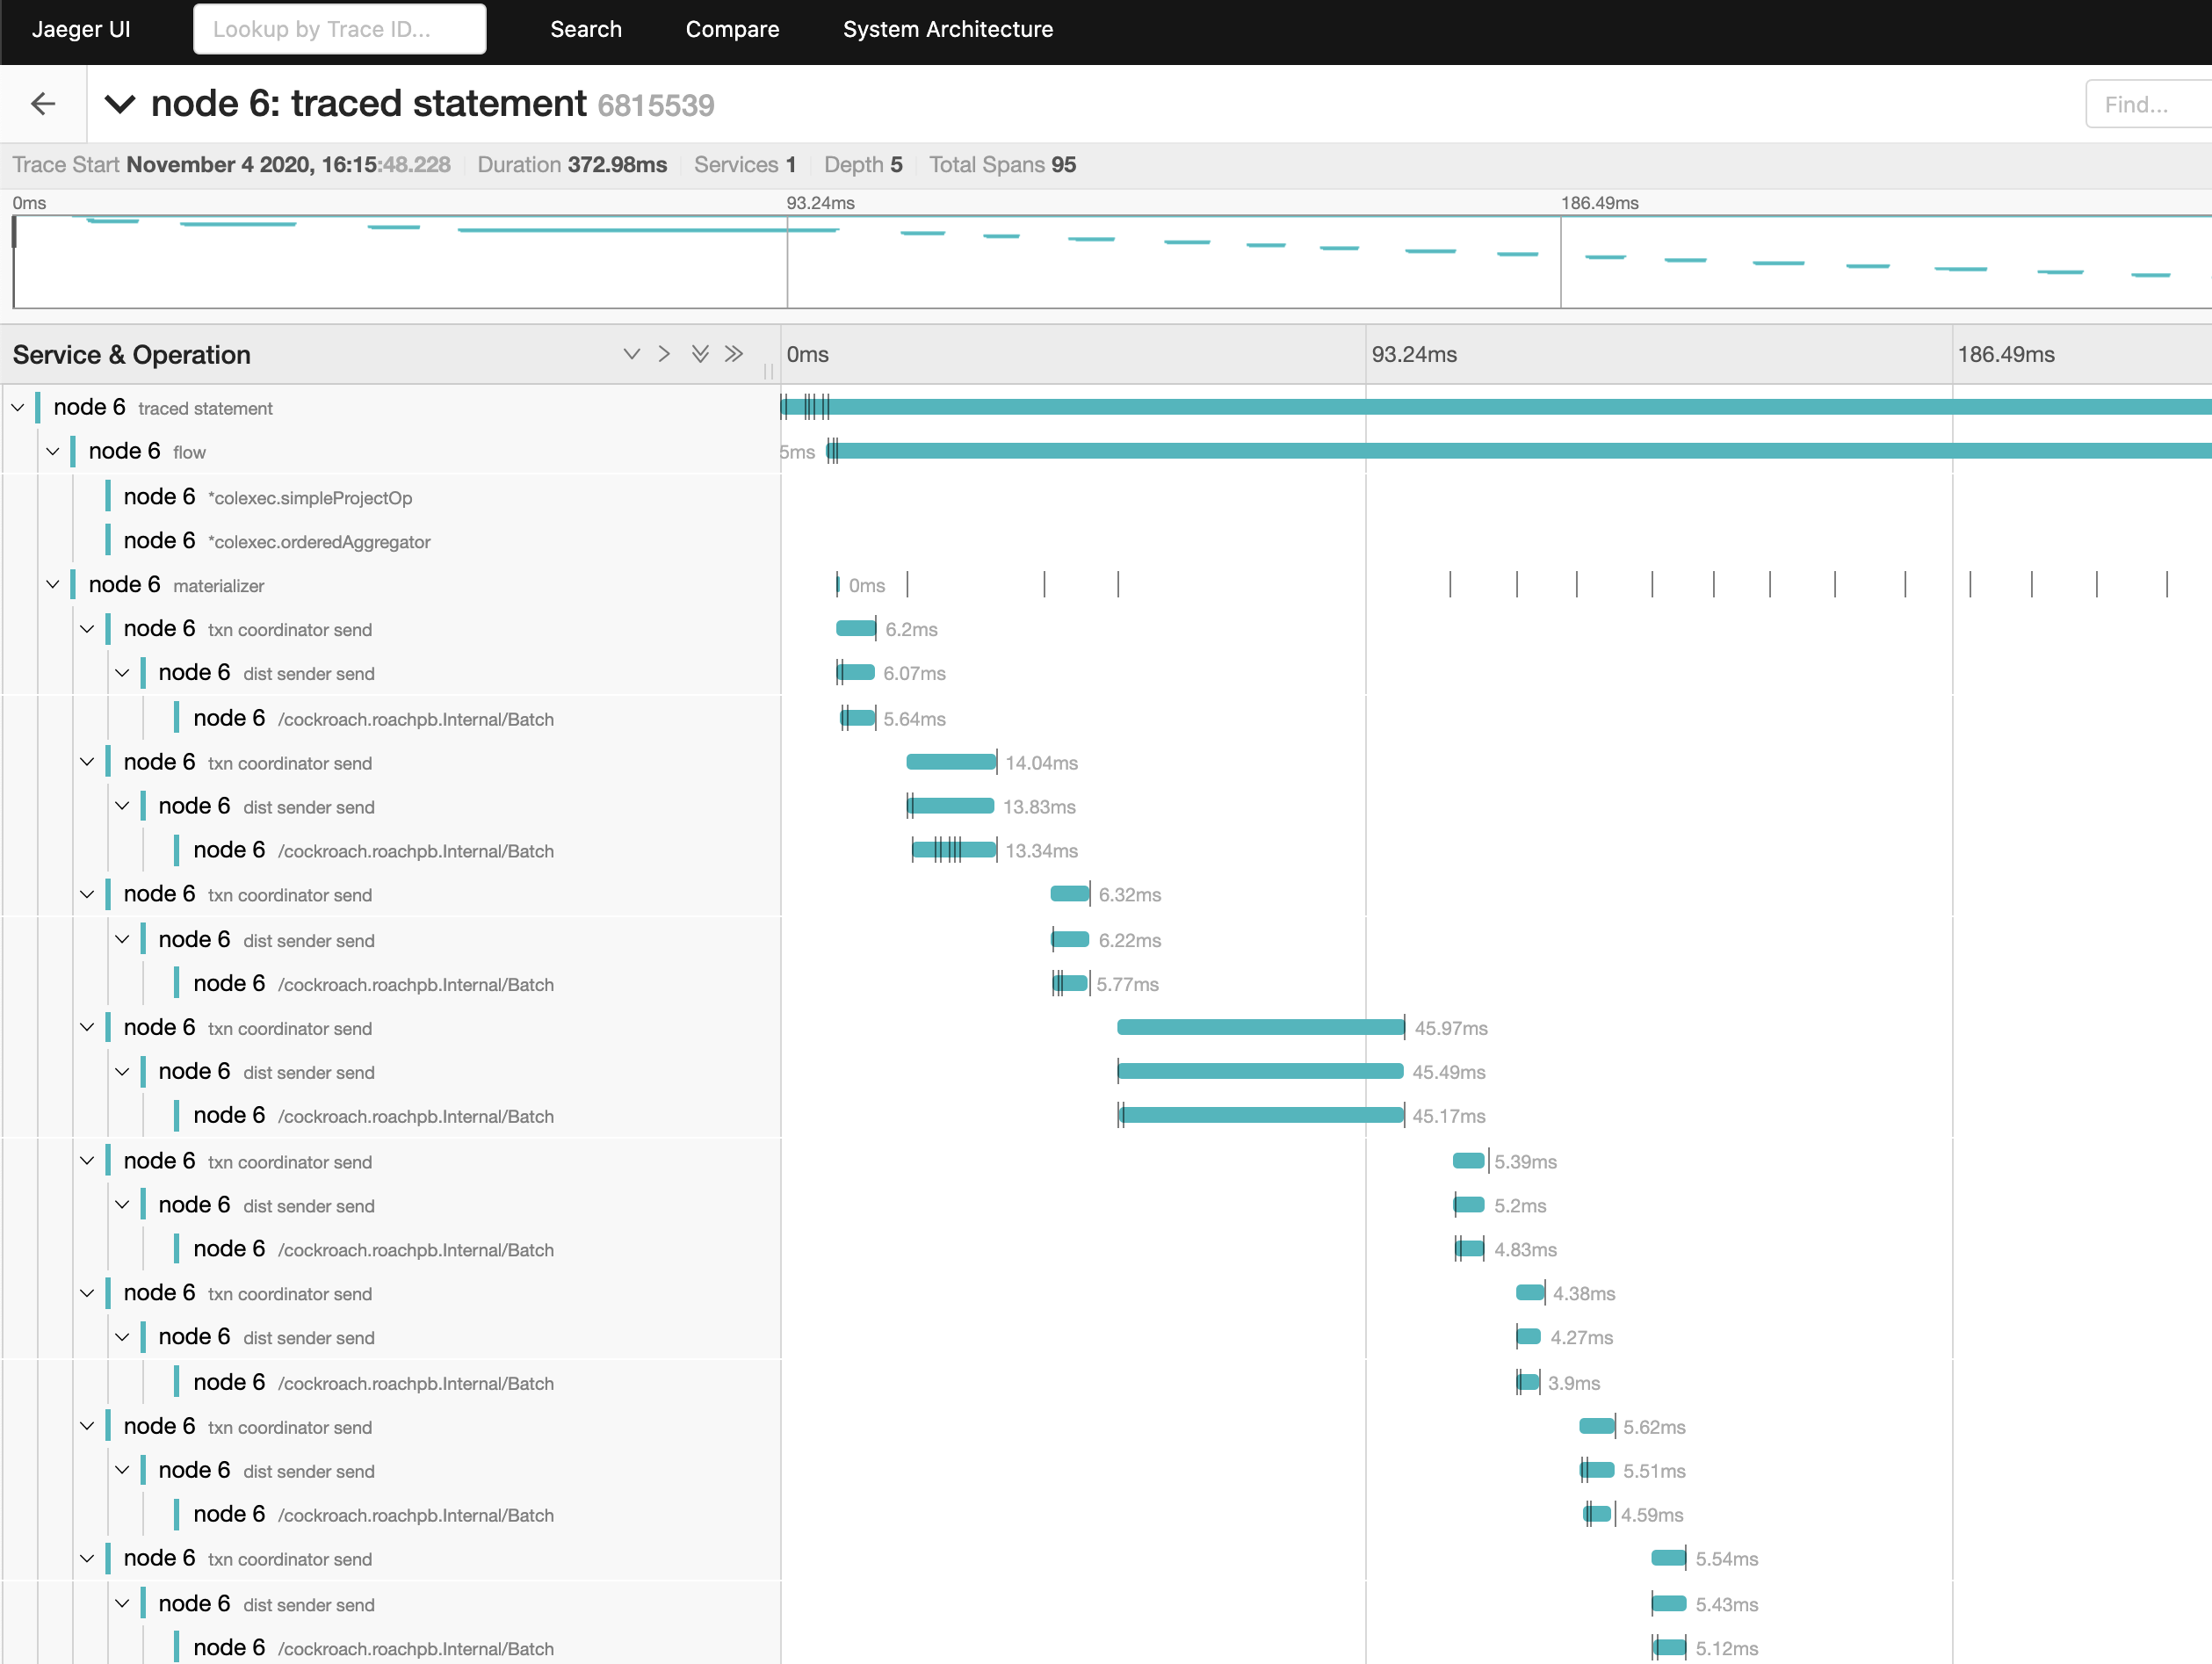 Jaeger UI Lookup by Trace ID... Search Compare System Architecture
node 6: traced statement 6815539 Find...
Trace Start November 4 2020, 16:15:48.228 Duration 372.98ms Services 1 Depth 5 Total Spans 95
0ms 93.24ms 186.49ms
Service & Operation 0ms 93.24ms 186.49ms
node 6 traced statement
node 6 flow 5ms
node 6 *colexec.simpleProjectOp
node 6 *colexec.orderedAggregator
node 6 materializer 0ms
node 6 txn coordinator send 6.2ms
node 6 dist sender send 6.07ms
node 6 /cockroach.roachpb.Internal/Batch 5.64ms
node 6 txn coordinator send 14.04ms
node 6 dist sender send 13.83ms
node 6 /cockroach.roachpb.Internal/Batch 13.34ms
node 6 txn coordinator send 6.32ms
node 6 dist sender send 6.22ms
node 6 /cockroach.roachpb.Internal/Batch 5.77ms
node 6 txn coordinator send 45.97ms
node 6 dist sender send 45.49ms
node 6 /cockroach.roachpb.Internal/Batch 45.17ms
node 6 txn coordinator send 5.39ms
node 6 dist sender send 5.2ms
node 6 /cockroach.roachpb.Internal/Batch 4.83ms
node 6 txn coordinator send 4.38ms
node 6 dist sender send 4.27ms
node 6 /cockroach.roachpb.Internal/Batch 3.9ms
node 6 txn coordinator send 5.62ms
node 6 dist sender send 5.51ms
node 6 /cockroach.roachpb.Internal/Batch 4.59ms
node 6 txn coordinator send 5.54ms
node 6 dist sender send 5.43ms
node 6 /cockroach.roachpb.Internal/Batch 5.12ms